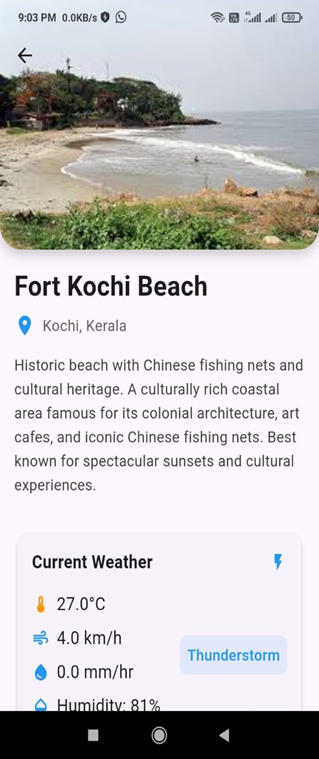 9:03 PM 0.0KB/s 4G 50
Fort Kochi Beach
Kochi, Kerala
Historic beach with Chinese fishing nets and
cultural heritage. A culturally rich coastal
area famous for its colonial architecture, art
cafes, and iconic Chinese fishing nets. Best
known for spectacular sunsets and cultural
experiences.
Current Weather
27.0°C
4.0 km/h
Thunderstorm
0.0 mm/hr
Humidity: 81%